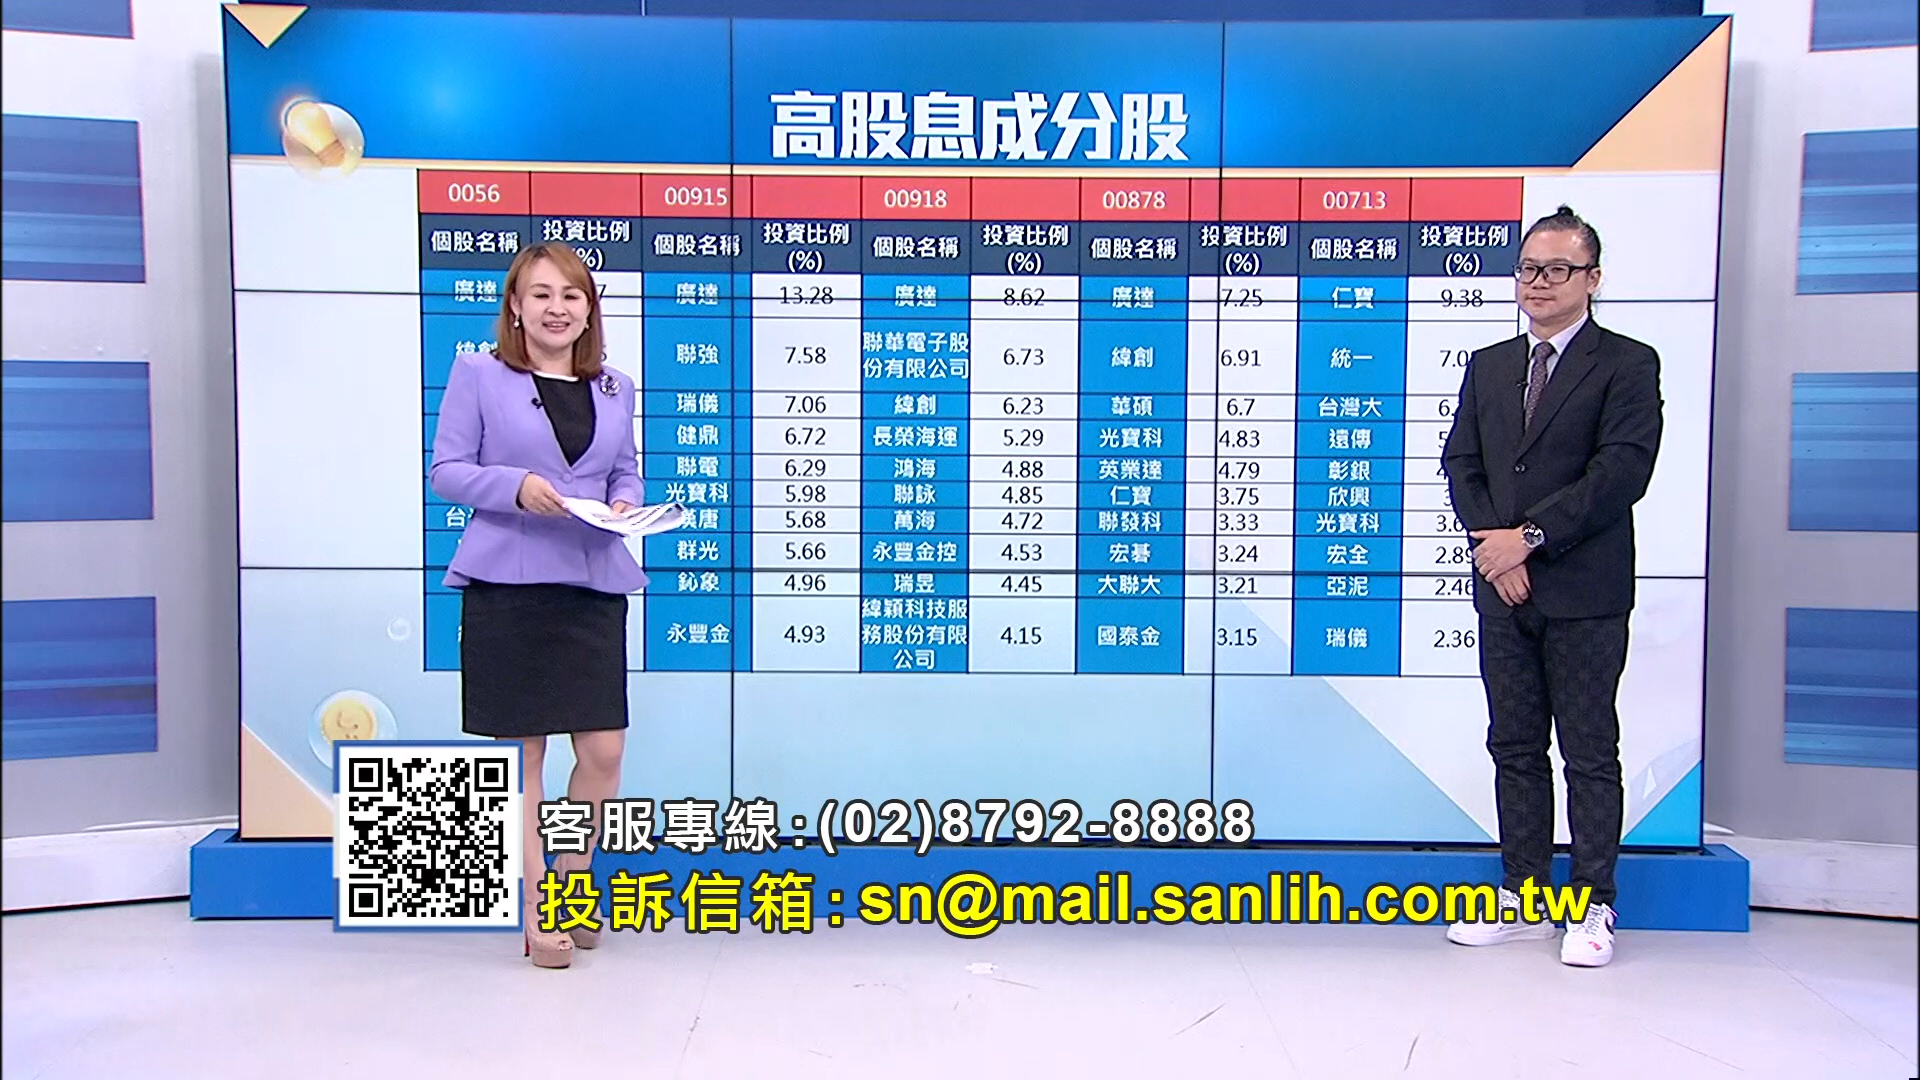 高股息成分股
0056 00915 00918 00878 00713
個股名稱 投資比例 個股名稱 投資比例 個股名稱 投資比例 個股名稱 投資比例 個股名稱 投資比例
(%) (%) (%) (%) (%)
廣達 廣達 13.28 廣達 8.62 廣達 7.25 仁寶 9.38
緯創 聯強 7.58 聯華電子股 6.73 緯創 6.91 統一
份有限公司
瑞儀 7.06 緯創 6.23 華碩 6.7 台灣大
健鼎 6.72 長榮海運 5.29 光寶科 4.83 遠傳
聯電 6.29 鴻海 4.88 英業達 4.79 彰銀
光寶科 5.98 聯詠 4.85 仁寶 3.75 欣興
漢唐 5.68 萬海 4.72 聯發科 3.33 光寶科
群光 5.66 永豐金控 4.53 宏碁 3.24 宏全 2.89
鈊象 4.96 瑞昱 4.45 大聯大 3.21 亞泥 2.46
永豐金 4.93 緯穎科技服 4.15 國泰金 3.15 瑞儀 2.36
務股份有限
公司
客服專線:(02)8792-8888
投訴信箱:sn@mail.sanlih.com.tw